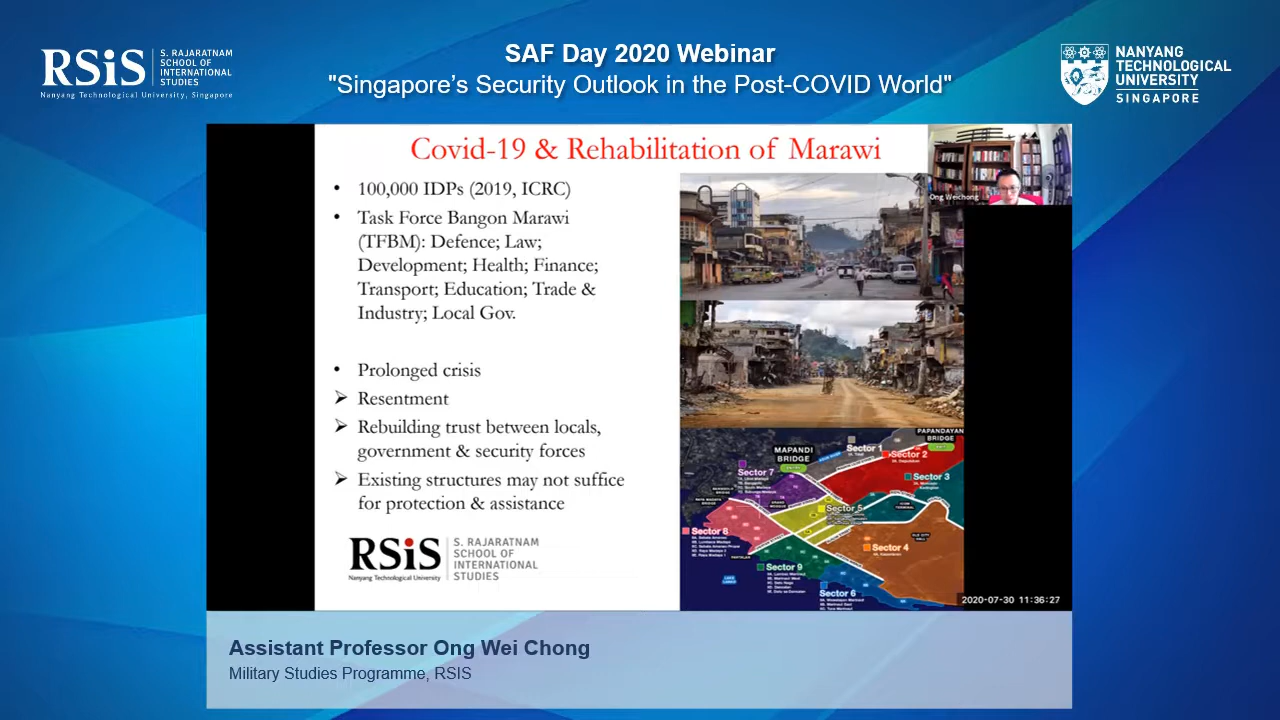 RSiS
S. RAJARATNAM
SCHOOL OF
INTERNATIONAL
STUDIES
Nanyang Technological University, Singapore
SAF Day 2020 Webinar
"Singapore's Security Outlook in the Post-COVID World"
NANYANG
TECHNOLOGICAL
UNIVERSITY
SINGAPORE
Covid-19 & Rehabilitation of Marawi
• 100,000 IDPs (2019, ICRC)
• Task Force Bangon Marawi
(TFBM): Defence; Law;
Development; Health; Finance;
Transport; Education; Trade &
Industry; Local Gov.
• Prolonged crisis
➢ Resentment
➢ Rebuilding trust between locals,
government & security forces
➢ Existing structures may not suffice
for protection & assistance
RSiS
Nanyang Technological University
S. RAJARATNAM
SCHOOL OF
INTERNATIONAL
STUDIES
Ong Weichong
PAPANDAYAN
BRIDGE
MAPANDI
BRIDGE
Sector 1
Sector 2
Sector 3
Sector 7
Sector 5
Sector 8
Sector 4
Sector 9
Sector 6
2020-07-30 11:36:27
Assistant Professor Ong Wei Chong
Military Studies Programme, RSIS